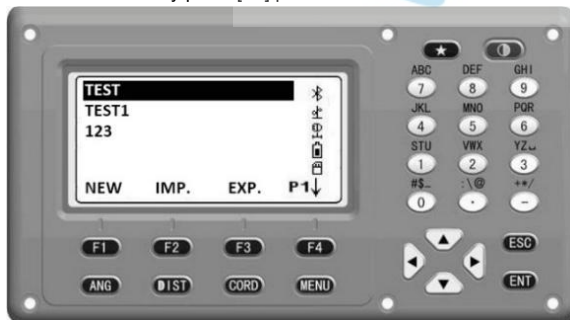 TEST
TEST1
123
NEW IMP. EXP. P1↓
F1 F2 F3 F4
ANG DIST CORD MENU
★
ABC DEF GHI
7 8 9
JKL MNO PQR
4 5 6
STU VWX YZ␣
1 2 3
#$_ :\@ +*/
0 . -
ESC
ENT